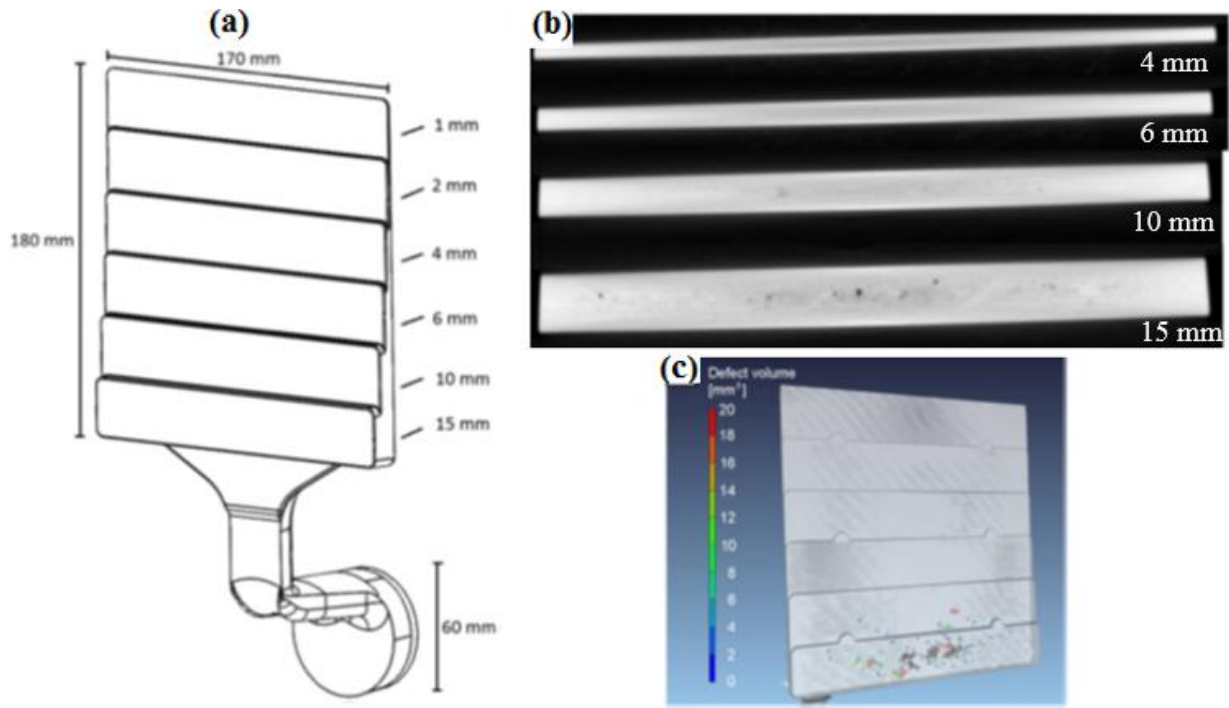 (a)
170 mm
180 mm
1 mm
2 mm
4 mm
6 mm
10 mm
15 mm
60 mm
(b)
4 mm
6 mm
10 mm
15 mm
(c)
Defect volume
[mm³]
20
18
16
14
12
10
8
6
4
2
0